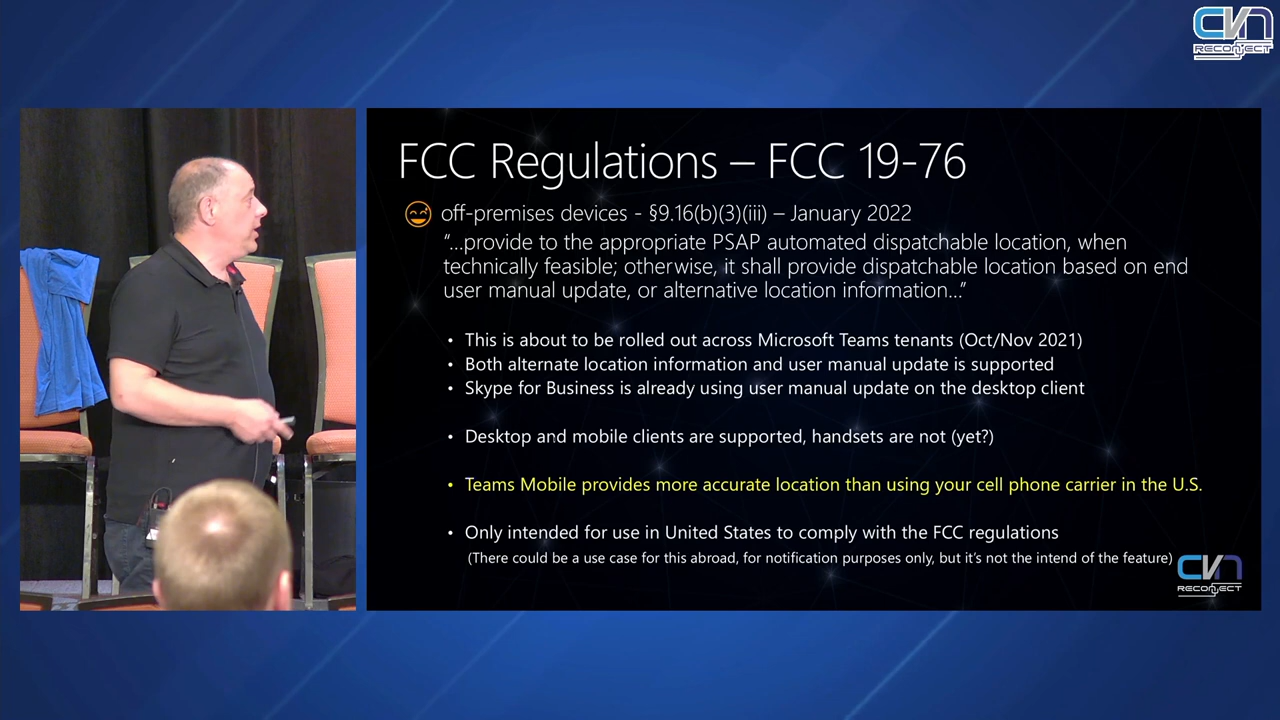 CVN
RECONJECT
FCC Regulations – FCC 19-76
off-premises devices - §9.16(b)(3)(iii) – January 2022
“...provide to the appropriate PSAP automated dispatchable location, when
technically feasible; otherwise, it shall provide dispatchable location based on end
user manual update, or alternative location information...”
• This is about to be rolled out across Microsoft Teams tenants (Oct/Nov 2021)
• Both alternate location information and user manual update is supported
• Skype for Business is already using user manual update on the desktop client
• Desktop and mobile clients are supported, handsets are not (yet?)
• Teams Mobile provides more accurate location than using your cell phone carrier in the U.S.
• Only intended for use in United States to comply with the FCC regulations
(There could be a use case for this abroad, for notification purposes only, but it’s not the intend of the feature)
CVN
RECONJECT